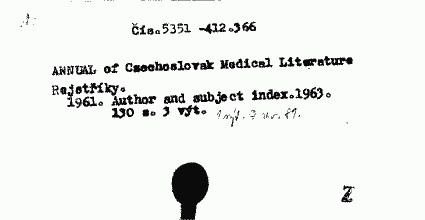 Čís.5351 -412.366
ANNUAL of Czechoslovak Medical Literature
Rejstříky.
1961. Author and subject index.1963.
130 s. 3 výt.
Z